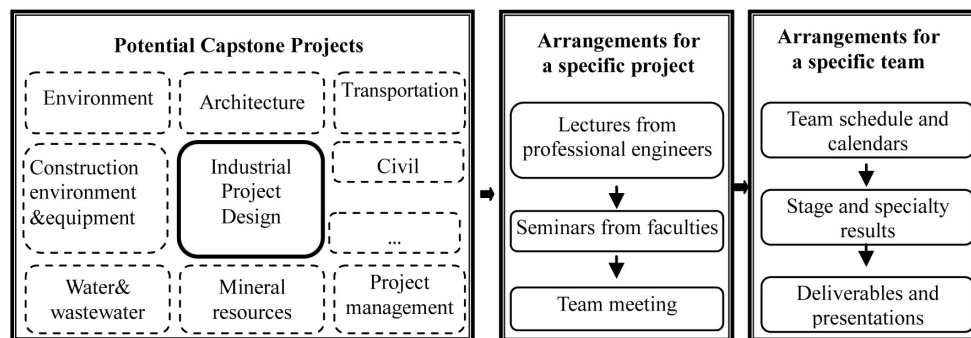 Potential Capstone Projects
Environment
Architecture
Transportation
Construction
environment
&equipment
Industrial
Project
Design
Civil
...
Water&
wastewater
Mineral
resources
Project
management
Arrangements for
a specific project
Lectures from
professional engineers
Seminars from faculties
Team meeting
Arrangements for
a specific team
Team schedule and
calendars
Stage and specialty
results
Deliverables and
presentations